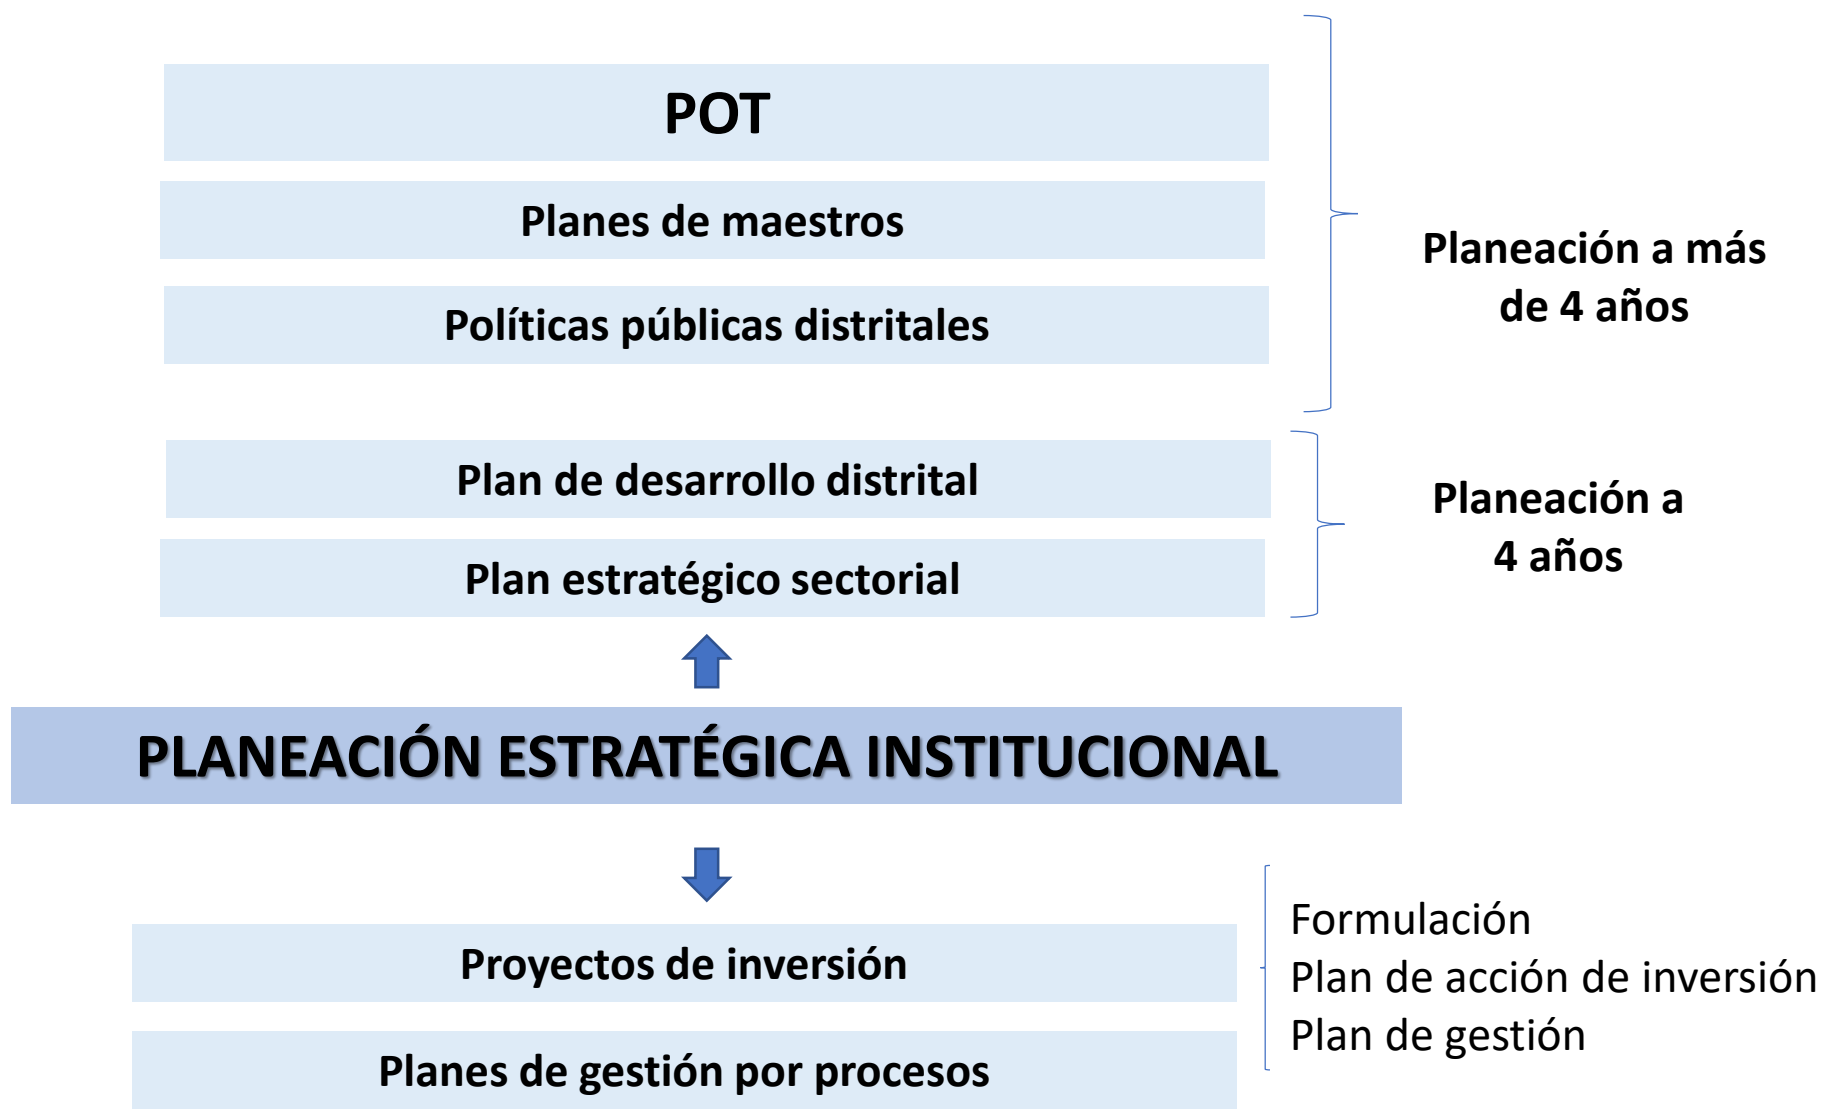 POT
Planes de maestros
Políticas públicas distritales
Planeación a más
de 4 años
Plan de desarrollo distrital
Plan estratégico sectorial
Planeación a
4 años
PLANEACIÓN ESTRATÉGICA INSTITUCIONAL
Proyectos de inversión
Planes de gestión por procesos
Formulación
Plan de acción de inversión
Plan de gestión